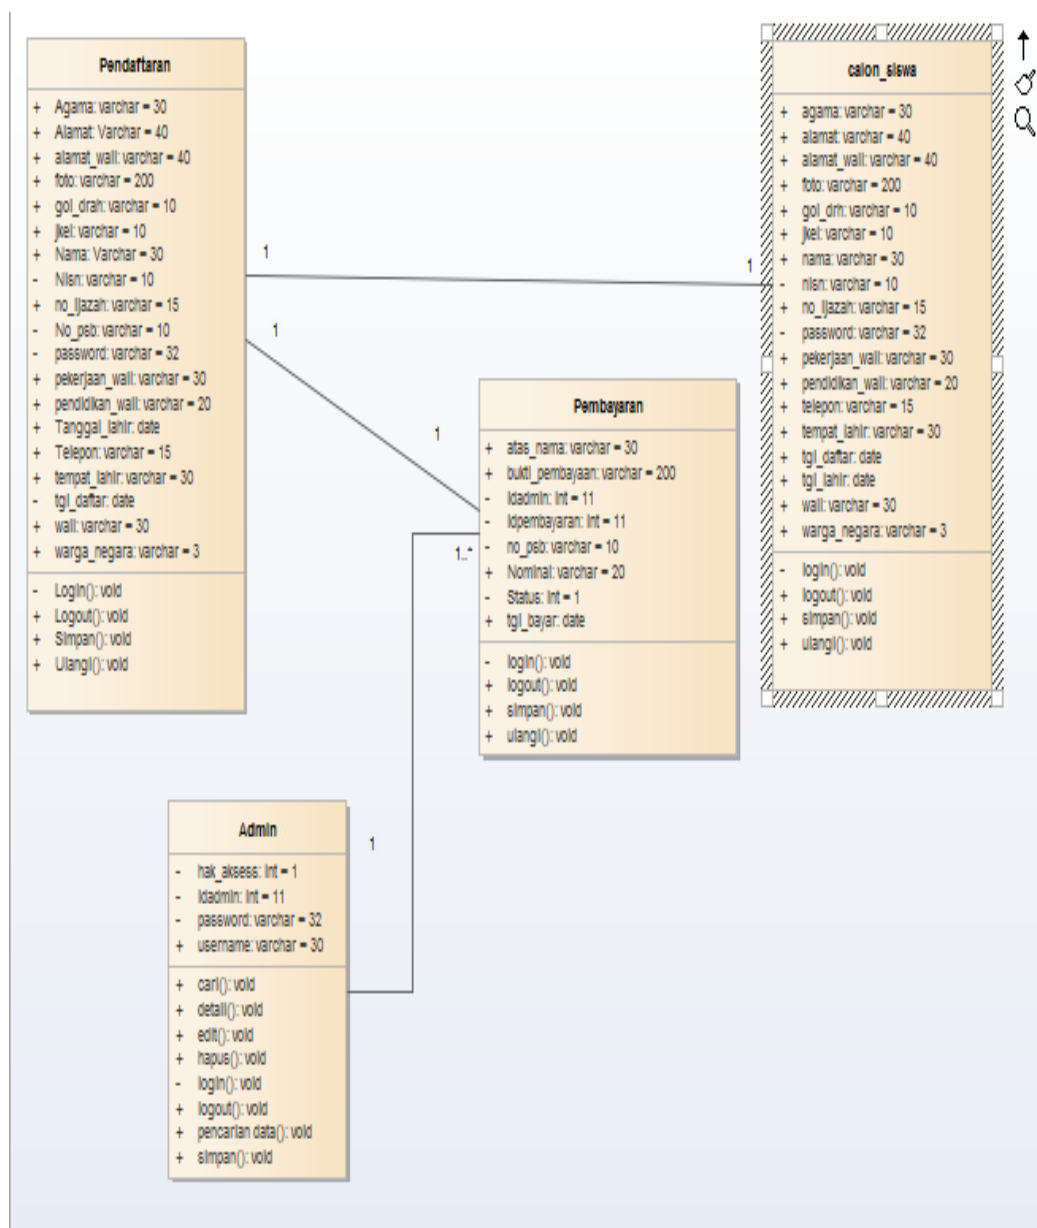 Pendaftaran
+ Agama: varchar = 30
+ Alamat: Varchar = 40
+ alamat_wali: varchar = 40
+ foto: varchar = 200
+ gol_drah: varchar = 10
+ jkel: varchar = 10
+ Nama: Varchar = 30
- Nisn: varchar = 10
+ no_ijazah: varchar = 15
- No_psb: varchar = 10
- password: varchar = 32
+ pekerjaan_wali: varchar = 30
+ pendidikan_wali: varchar = 20
+ Tanggal_lahir: date
+ Telepon: varchar = 15
+ tempat_lahir: varchar = 30
- tgl_daftar: date
+ wali: varchar = 30
+ warga_negara: varchar = 3
- Login(): void
+ Logout(): void
+ Simpan(): void
+ Ulangi(): void
1
1
calon_siswa
+ agama: varchar = 30
+ alamat: varchar = 40
+ alamat_wali: varchar = 40
+ foto: varchar = 200
+ gol_drh: varchar = 10
+ jkel: varchar = 10
+ nama: varchar = 30
- nisn: varchar = 10
+ no_ijazah: varchar = 15
- password: varchar = 32
+ pekerjaan_wali: varchar = 30
+ pendidikan_wali: varchar = 20
+ telepon: varchar = 15
+ tempat_lahir: varchar = 30
+ tgl_daftar: date
+ tgl_lahir: date
+ wali: varchar = 30
+ warga_negara: varchar = 3
- login(): void
+ logout(): void
+ simpan(): void
+ ulangi(): void
1
1
Pembayaran
+ atas_nama: varchar = 30
+ bukti_pembayaan: varchar = 200
- idadmin: int = 11
- idpembayaran: int = 11
- no_psb: varchar = 10
+ Nominal: varchar = 20
- Status: int = 1
+ tgl_bayar: date
- login(): void
+ logout(): void
+ simpan(): void
+ ulangi(): void
1..*
1
Admin
- hak_aksess: int = 1
- idadmin: int = 11
- password: varchar = 32
+ username: varchar = 30
+ cari(): void
+ detail(): void
+ edit(): void
+ hapus(): void
- login(): void
+ logout(): void
+ pencarian data(): void
+ simpan(): void